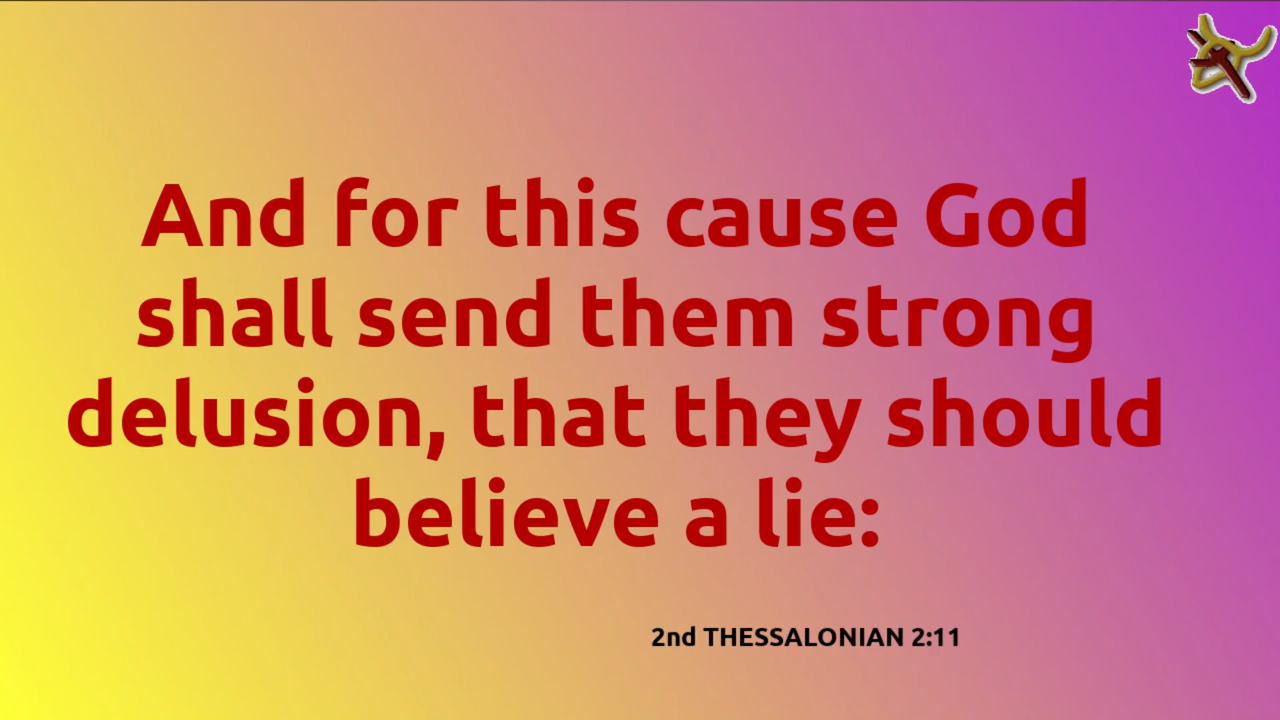 And for this cause God
shall send them strong
delusion, that they should
believe a lie:
2nd THESSALONIAN 2:11